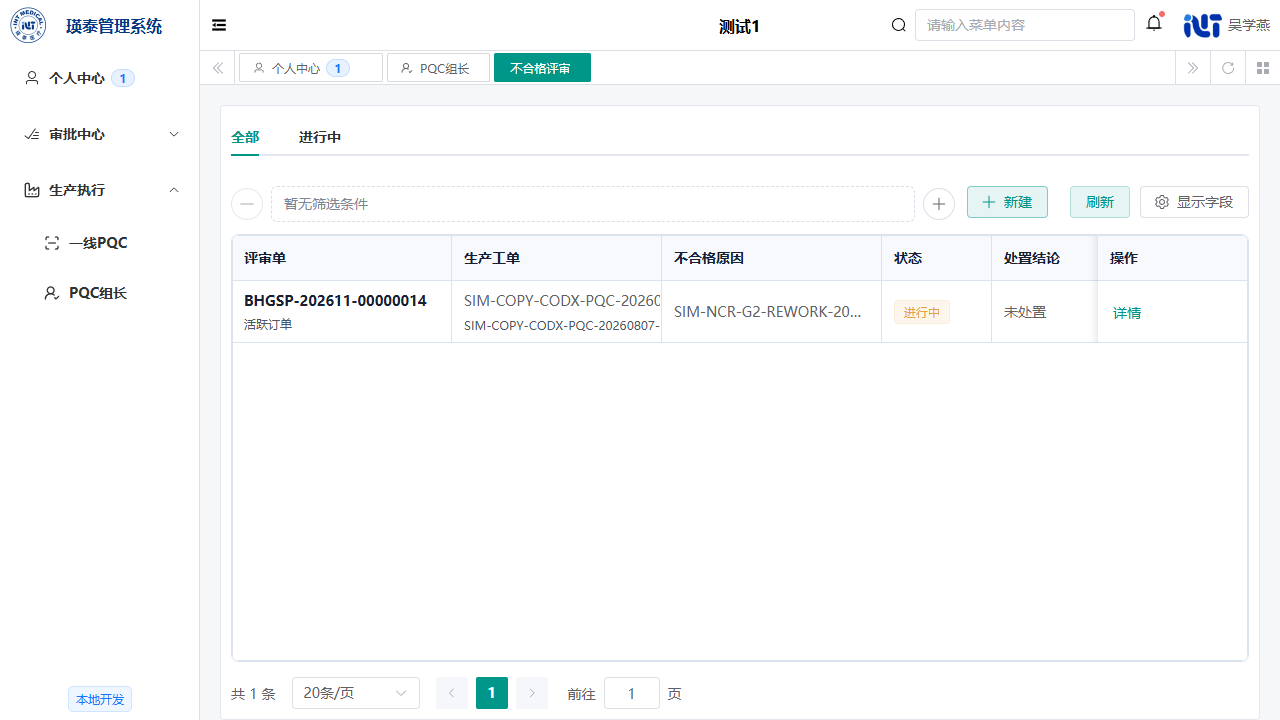 瑛泰管理系统
测试1
请输入菜单内容
吴学燕
个人中心 1
审批中心
生产执行
一线PQC
PQC组长
本地开发
个人中心 1
PQC组长
不合格评审
全部
进行中
暂无筛选条件
新建
刷新
显示字段
评审单 生产工单 不合格原因 状态 处置结论 操作
BHGSP-202611-00000014
活跃订单
SIM-COPY-CODX-PQC-20260
SIM-COPY-CODX-PQC-20260807-
SIM-NCR-G2-REWORK-20...
进行中
未处置
详情
共 1 条
20条/页
1
前往 1 页